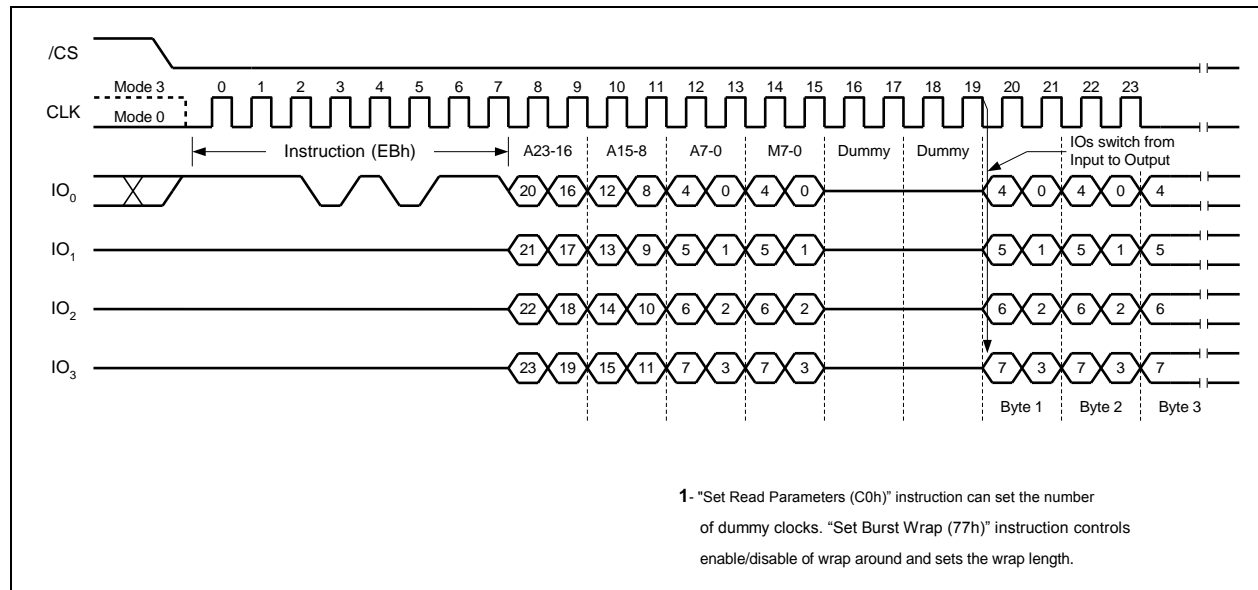 /CS
Mode 3
0 1 2 3 4 5 6 7 8 9 10 11 12 13 14 15 16 17 18 19 20 21 22 23
CLK
Mode 0
Instruction (EBh) A23-16 A15-8 A7-0 M7-0 Dummy Dummy
IOs switch from
Input to Output
IO0 20 16 12 8 4 0 4 0 4 0 4 0 4
IO1 21 17 13 9 5 1 5 1 5 1 5 1 5
IO2 22 18 14 10 6 2 6 2 6 2 6 2 6
IO3 23 19 15 11 7 3 7 3 7 3 7 3 7
Byte 1 Byte 2 Byte 3
1- "Set Read Parameters (C0h)” instruction can set the number
of dummy clocks. “Set Burst Wrap (77h)” instruction controls
enable/disable of wrap around and sets the wrap length.